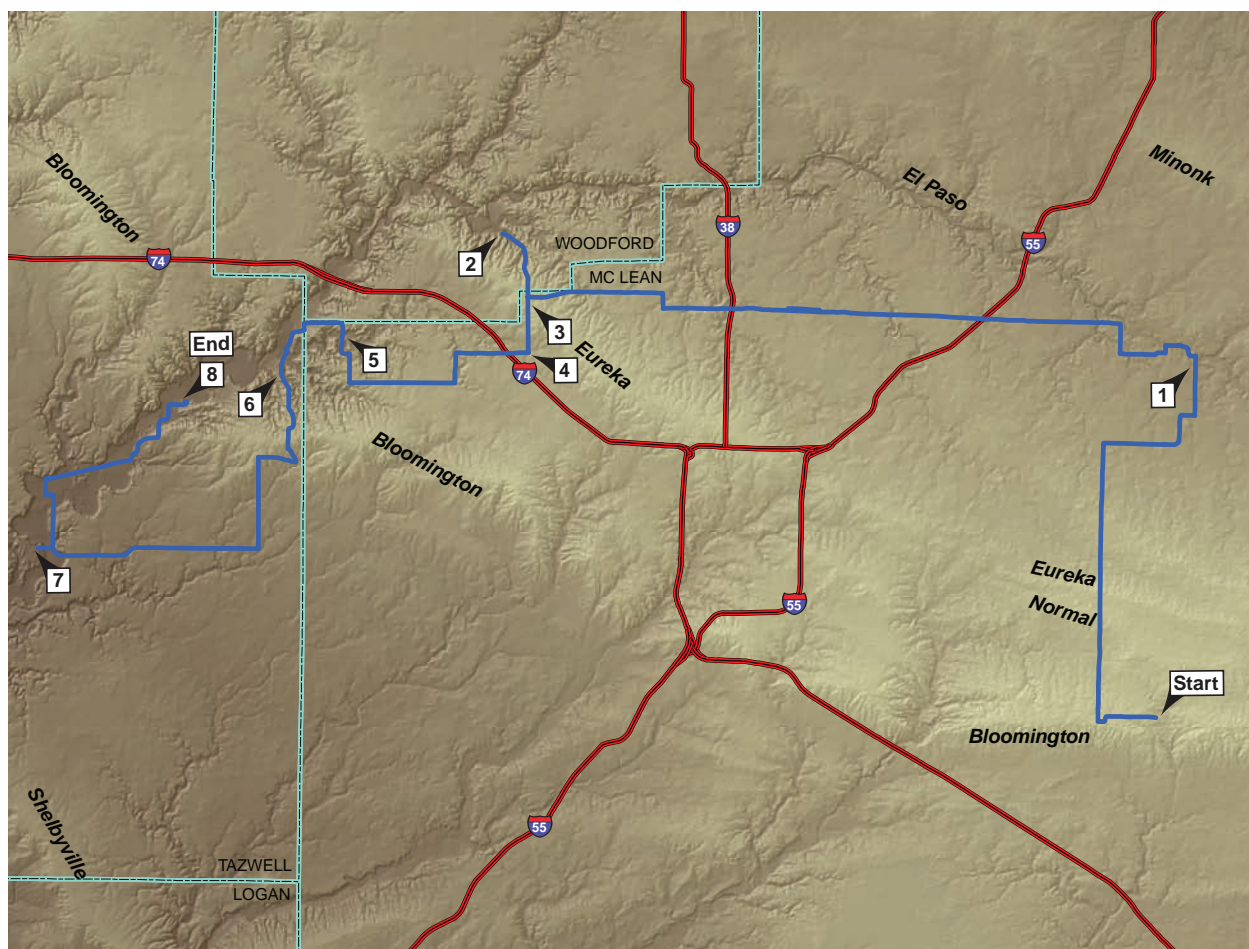 Bloomington
Minonk
El Paso
38
55
WOODFORD
2
74
MC LEAN
3
End
5
4
Eureka
8
74
6
1
Bloomington
Eureka
7
55
Normal
Start
Bloomington
Shelbyville
55
TAZWELL
LOGAN